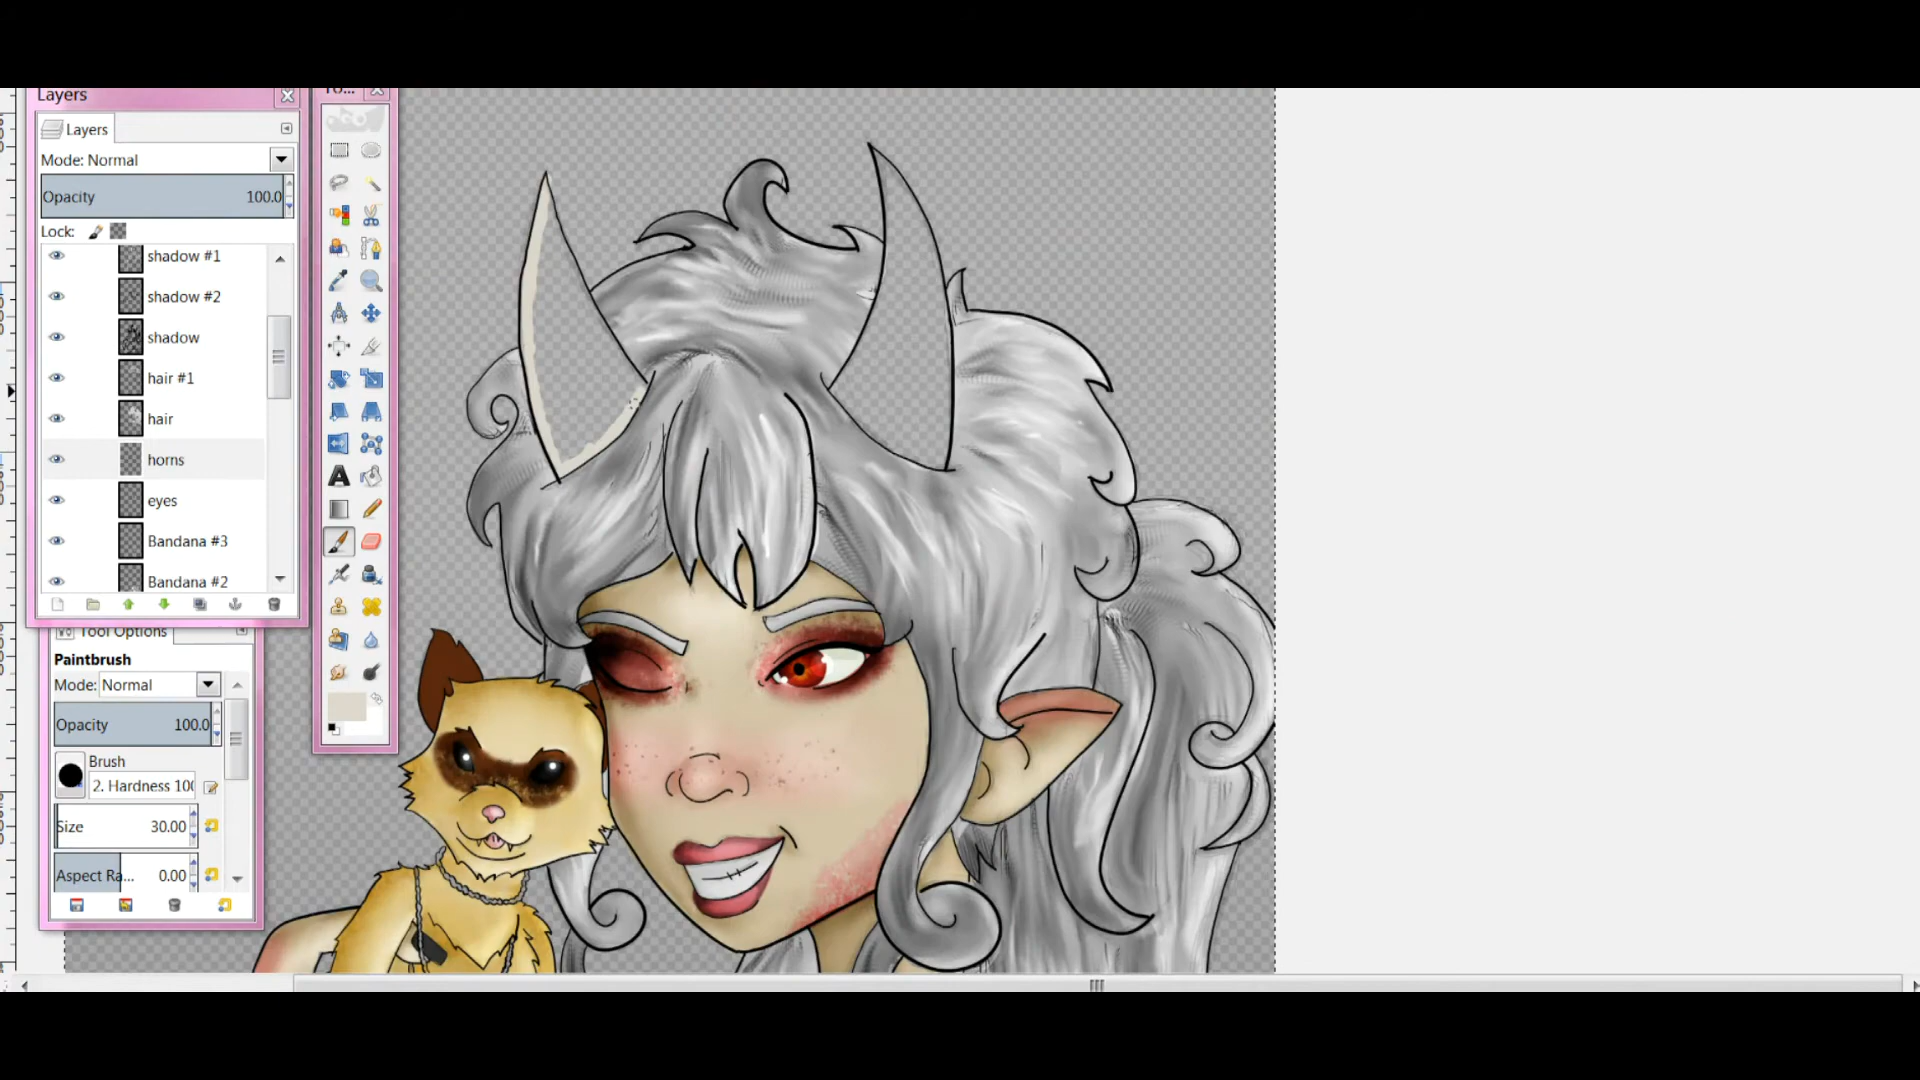 Layers
To...
Layers
Mode: Normal
Opacity 100.0
Lock:
shadow #1
shadow #2
shadow
hair #1
hair
horns
eyes
Bandana #3
Bandana #2
Tool Options
Paintbrush
Mode: Normal
Opacity 100.0
Brush
2. Hardness 10
Size 30.00
Aspect Ra... 0.00